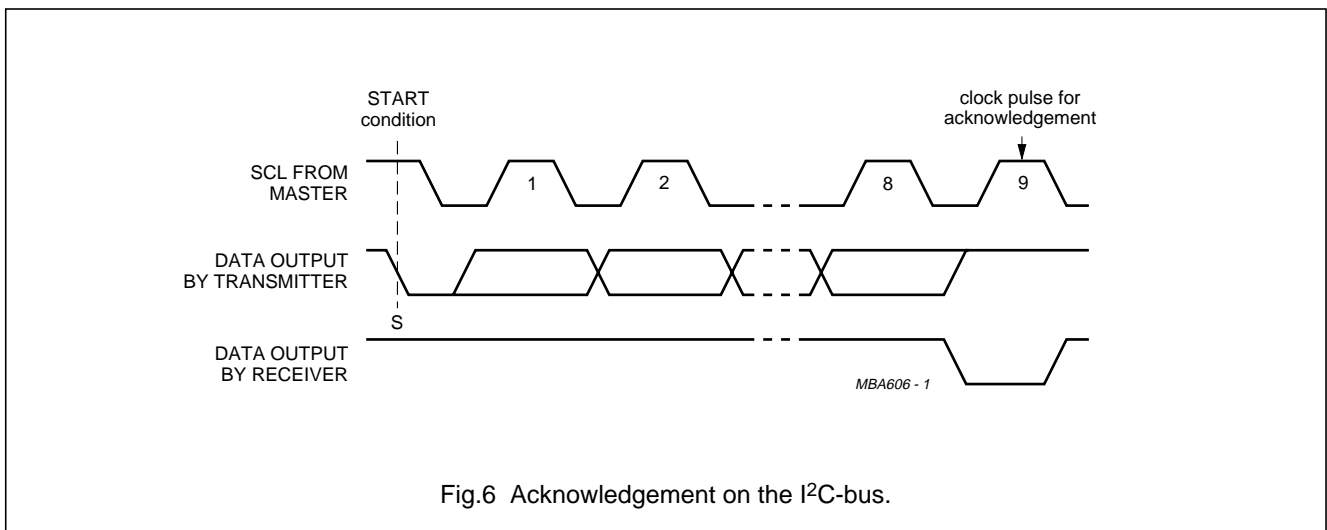 START
condition
clock pulse for
acknowledgement
SCL FROM
MASTER
1
2
8
9
DATA OUTPUT
BY TRANSMITTER
S
DATA OUTPUT
BY RECEIVER
MBA606 - 1
Fig.6 Acknowledgement on the I²C-bus.